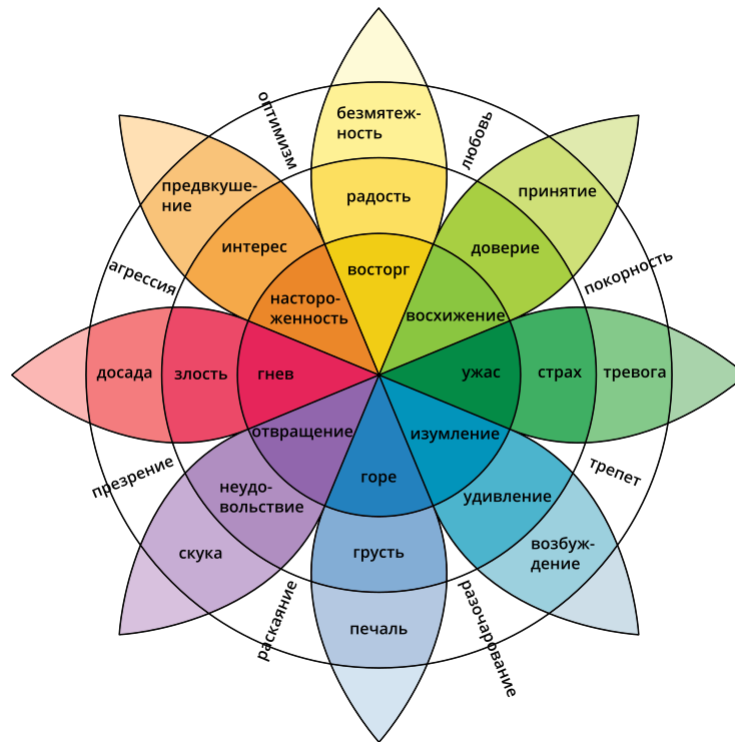 оптимизм
безмятеж-
ность
любовь
предвкуше-
ние
радость
принятие
интерес
доверие
агрессия
восторг
покорность
насторо-
женность
восхижение
досада
злость
гнев
ужас
страх
тревога
отвращение
изумление
презрение
неудо-
вольствие
горе
удивление
трепет
скука
грусть
возбуж-
дение
раскаяние
печаль
разочарование